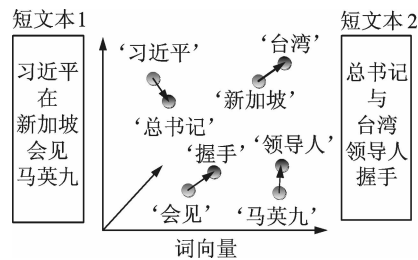 短文本1
短文本2
习近平
在
新加坡
会见
马英九
‘习近平’
‘台湾’
‘新加坡’
‘总书记’
‘握手’
‘领导人’
‘会见’
‘马英九’
词向量
总书记
与
台湾
领导人
握手